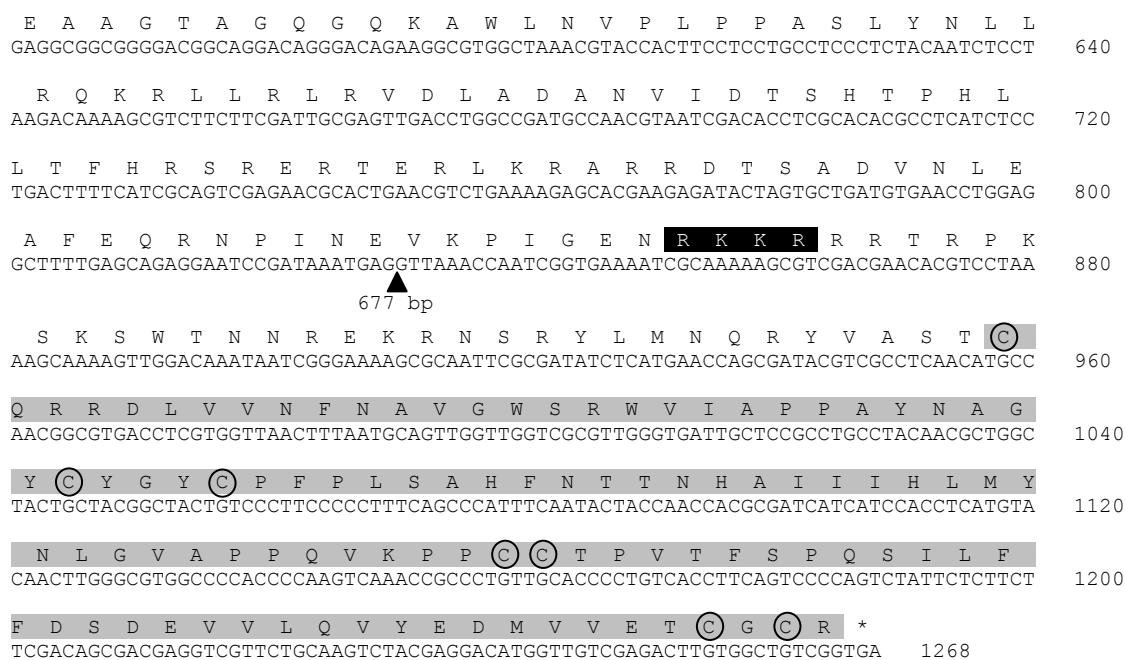 E A A G T A G Q G Q K A W L N V P L P P A S L Y N L L
GAGGCGGCGGGGACGGCAGGACAGGGACAGAAGGCGTGGCTAAACGTACCACTTCCTCCTGCCTCCCTCTACAATCTCCT 640
R Q K R L L R L R V D L A D A N V I D T S H T P H L
AAGACAAAAGCGTCTTCTTCGATTGCGAGTTGACCTGGCCGATGCCAACGTAATCGACACCTCGCACACGCCTCATCTCC 720
L T F H R S R E R T E R L K R A R R D T S A D V N L E
TGACTTTTCATCGCAGTCGAGAACGCACTGAACGTCTGAAAAGAGCACGAAGAGATACTAGTGCTGATGTGAACCTGGAG 800
A F E Q R N P I N E V K P I G E N R K K R R R T R P K
GCTTTTGAGCAGAGGAATCCGATAAATGAGGTTAAACCAATCGGTGAAAATCGCAAAAAGCGTCGACGAACACGTCCTAA 880
677 bp
S K S W T N N R E K R N S R Y L M N Q R Y V A S T C
AAGCAAAAGTTGGACAAATAATCGGGAAAAGCGCAATTCGCGATATCTCATGAACCAGCGATACGTCGCCTCAACATGCC 960
Q R R D L V V N F N A V G W S R W V I A P P A Y N A G
AACGGCGTGACCTCGTGGTTAACTTTAATGCAGTTGGTTGGTCGCGTTGGGTGATTGCTCCGCCTGCCTACAACGCTGGC 1040
Y C Y G Y C P F P L S A H F N T T N H A I I I H L M Y
TACTGCTACGGCTACTGTCCCTTCCCCCTTTCAGCCCATTTCAATACTACCAACCACGCGATCATCATCCACCTCATGTA 1120
N L G V A P P Q V K P P C C T P V T F S P Q S I L F
CAACTTGGGCGTGGCCCCACCCCAAGTCAAACCGCCCTGTTGCACCCCTGTCACCTTCAGTCCCCAGTCTATTCTCTTCT 1200
F D S D E V V L Q V Y E D M V V E T C G C R *
TCGACAGCGACGAGGTCGTTCTGCAAGTCTACGAGGACATGGTTGTCGAGACTTGTGGCTGTCGGTGA 1268